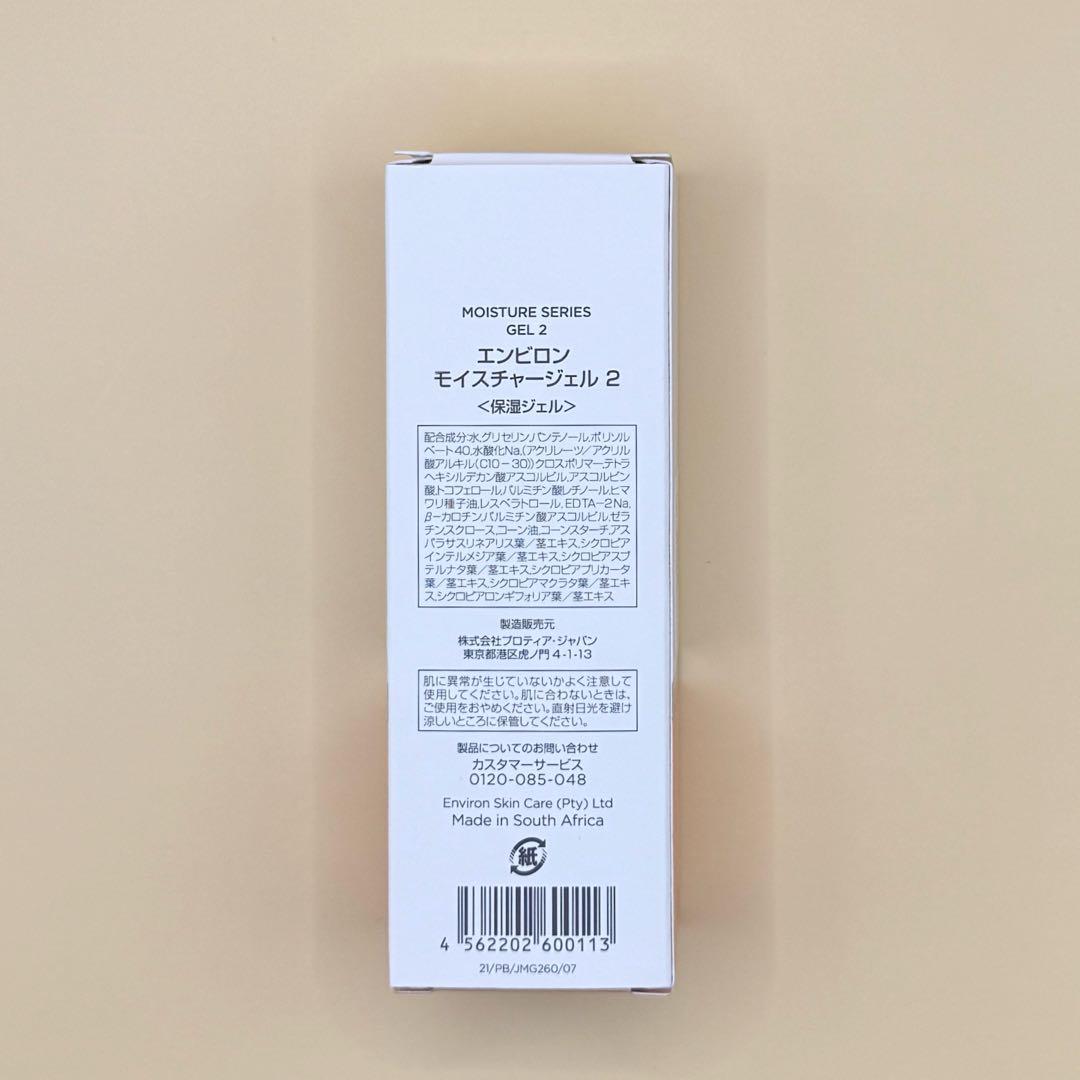 MOISTURE SERIES
GEL 2
エンビロン
モイスチャージェル 2
<保湿ジェル>
配合成分:水,グリセリン,パンテノール,ポリソル
ベート40,水酸化Na,(アクリレーツ/アクリル
酸アルキル(C10-30))クロスポリマー,テトラ
ヘキシルデカン酸アスコルビル,アスコルビン
酸,トコフェロール,パルミチン酸レチノール,ヒマ
ワリ種子油,レスベラトロール,EDTA-2Na,
β-カロチン,パルミチン酸アスコルビル,ゼラ
チン,スクロース,コーン油,コーンスターチ,アス
パラサスリネアリス葉/茎エキス,シクロピア
インテルメジア葉/茎エキス,シクロピアスブ
テルナタ葉/茎エキス,シクロピアプリカータ
葉/茎エキス,シクロピアマクラタ葉/茎エキ
ス,シクロピアロンギフォリア葉/茎エキス
製造販売元
株式会社プロティア・ジャパン
東京都港区虎ノ門 4-1-13
肌に異常が生じていないかよく注意して
使用してください。肌に合わないときは、
ご使用をおやめください。直射日光を避け
涼しいところに保管してください。
製品についてのお問い合わせ
カスタマーサービス
0120-085-048
Environ Skin Care (Pty) Ltd
Made in South Africa
紙
4 562202 600113
21/PB/JMG260/07